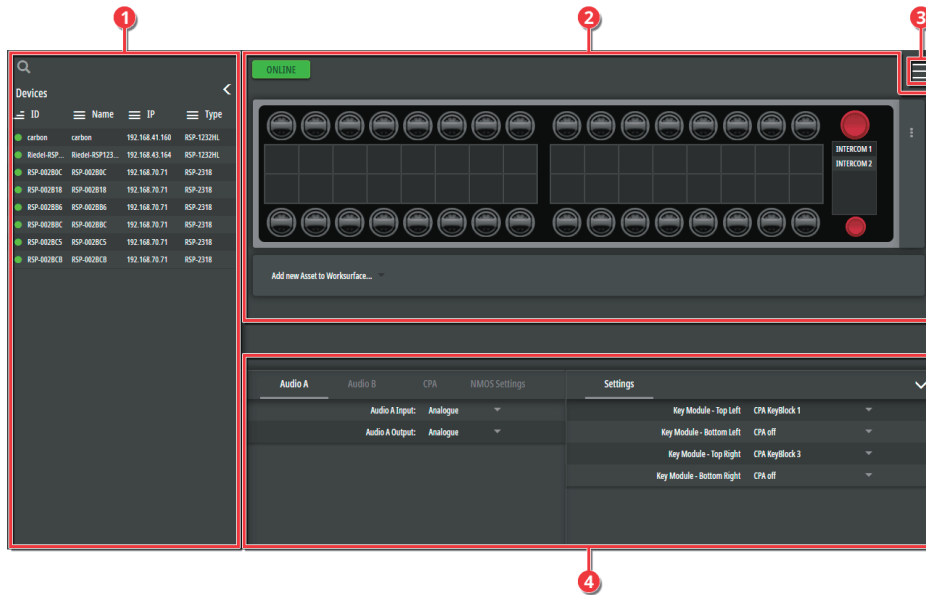 1
2
3
ONLINE
Devices
ID Name IP Type
carbon carbon 192.168.41.160 RSP-1232HL
Riedel-RSP... Riedel-RSP123... 192.168.43.164 RSP-1232HL
RSP-002B0C RSP-002B0C 192.168.70.71 RSP-2318
RSP-002B18 RSP-002B18 192.168.70.71 RSP-2318
RSP-002BB6 RSP-002BB6 192.168.70.71 RSP-2318
RSP-002BBC RSP-002BBC 192.168.70.71 RSP-2318
RSP-002BC5 RSP-002BC5 192.168.70.71 RSP-2318
RSP-002BCB RSP-002BCB 192.168.70.71 RSP-2318
INTERCOM 1
INTERCOM 2
Add new Asset to Worksurface...
Audio A Audio B CPA NMOS Settings
Audio A Input: Analogue
Audio A Output: Analogue
Settings
Key Module - Top Left CPA KeyBlock 1
Key Module - Bottom Left CPA off
Key Module - Top Right CPA KeyBlock 3
Key Module - Bottom Right CPA off
4